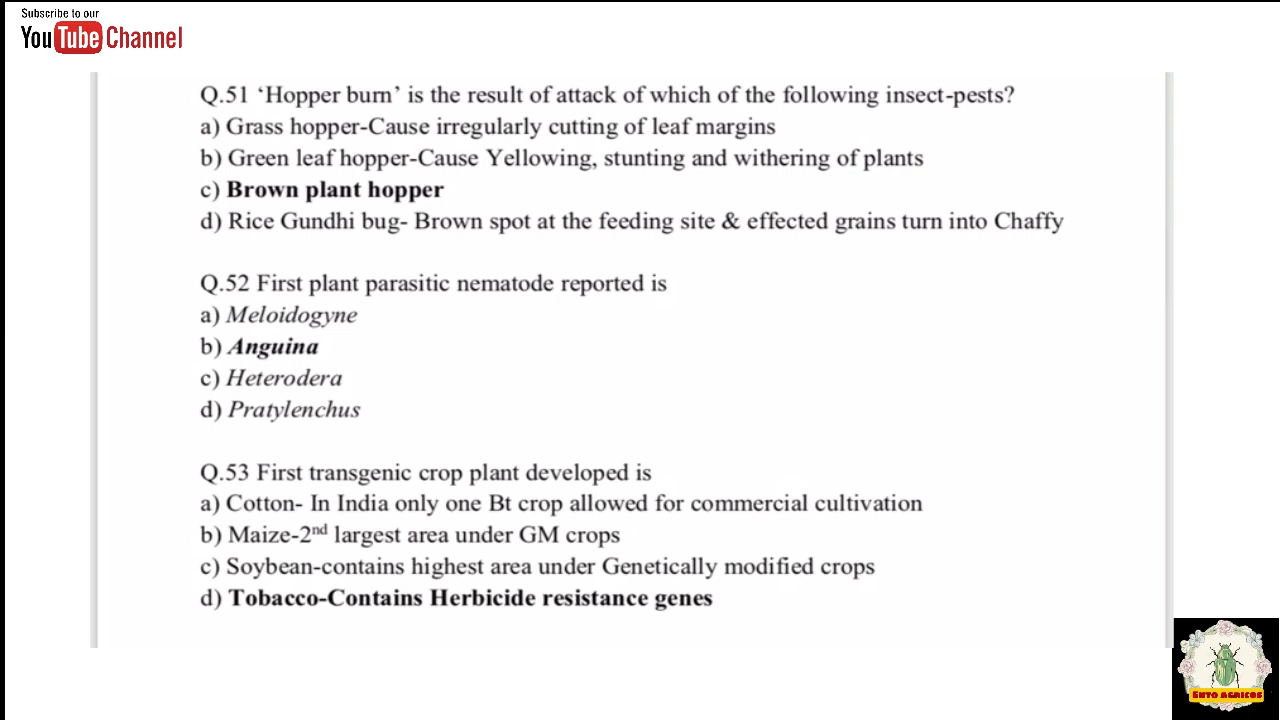 Subscribe to our
YouTube Channel
Q.51 ‘Hopper burn’ is the result of attack of which of the following insect-pests?
a) Grass hopper-Cause irregularly cutting of leaf margins
b) Green leaf hopper-Cause Yellowing, stunting and withering of plants
c) Brown plant hopper
d) Rice Gundhi bug- Brown spot at the feeding site & effected grains turn into Chaffy
Q.52 First plant parasitic nematode reported is
a) Meloidogyne
b) Anguina
c) Heterodera
d) Pratylenchus
Q.53 First transgenic crop plant developed is
a) Cotton- In India only one Bt crop allowed for commercial cultivation
b) Maize-2nd largest area under GM crops
c) Soybean-contains highest area under Genetically modified crops
d) Tobacco-Contains Herbicide resistance genes
ENTO AGRICOS